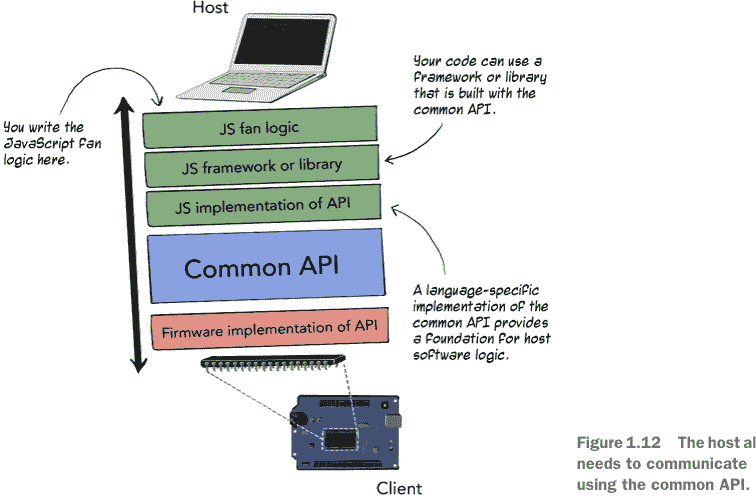 Host
Your code can use a
framework or library
that is built with the
common API.
You write the
JavaScript fan
logic here.
JS fan logic
JS framework or library
JS implementation of API
Common API
A language-specific
implementation of the
common API provides
a foundation for host
software logic.
Firmware implementation of API
Client
Figure 1.12 The host al
needs to communicate
using the common API.